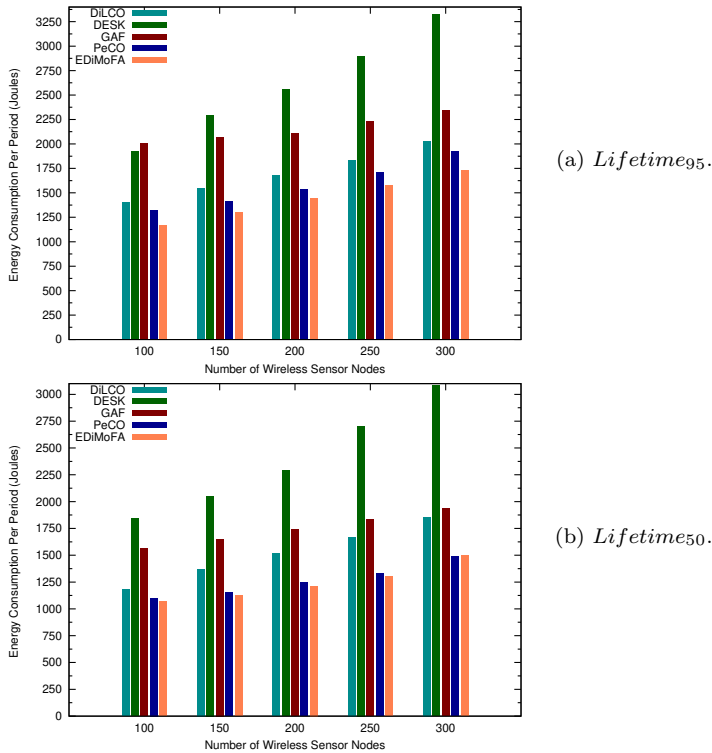 DiLCO
DESK
GAF
PeCO
EDiMoFA
3250
3000
2750
2500
2250
2000
1750
1500
1250
1000
750
500
250
0
Energy Consumption Per Period (Joules)
100 150 200 250 300
Number of Wireless Sensor Nodes
(a) Lifetime95.
DiLCO
DESK
GAF
PeCO
EDiMoFA
3000
2750
2500
2250
2000
1750
1500
1250
1000
750
500
250
0
Energy Consumption Per Period (Joules)
100 150 200 250 300
Number of Wireless Sensor Nodes
(b) Lifetime50.